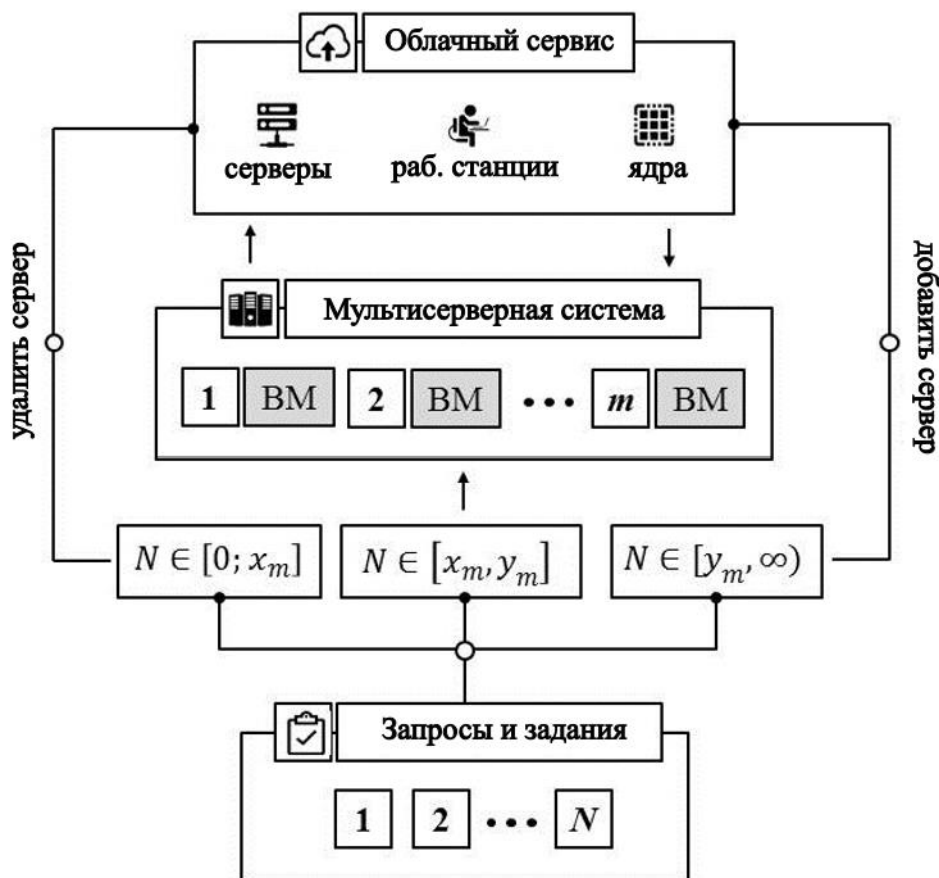 Облачный сервис
серверы
раб. станции
ядра
удалить сервер
добавить сервер
Мультисерверная система
1 ВМ 2 ВМ ••• m ВМ
N ∈ [0; x_m]
N ∈ [x_m, y_m]
N ∈ [y_m, ∞)
Запросы и задания
1 2 ••• N